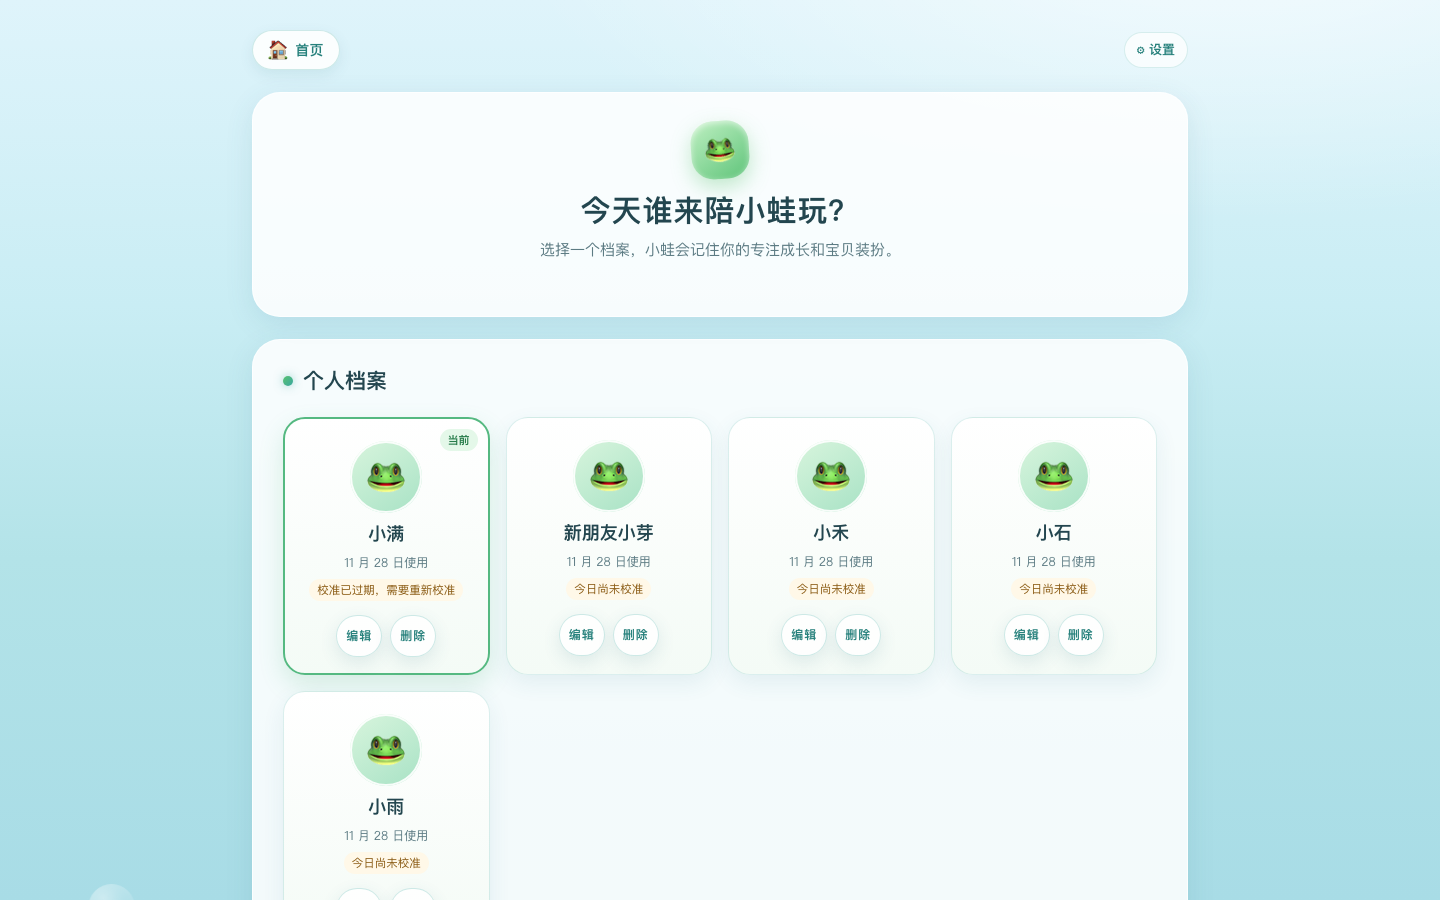 首页
设置
今天谁来陪小蛙玩?
选择一个档案，小蛙会记住你的专注成长和宝贝装扮。
个人档案
当前
小满
11 月 28 日使用
校准已过期，需要重新校准
编辑
删除
新朋友小芽
11 月 28 日使用
今日尚未校准
编辑
删除
小禾
11 月 28 日使用
今日尚未校准
编辑
删除
小石
11 月 28 日使用
今日尚未校准
编辑
删除
小雨
11 月 28 日使用
今日尚未校准